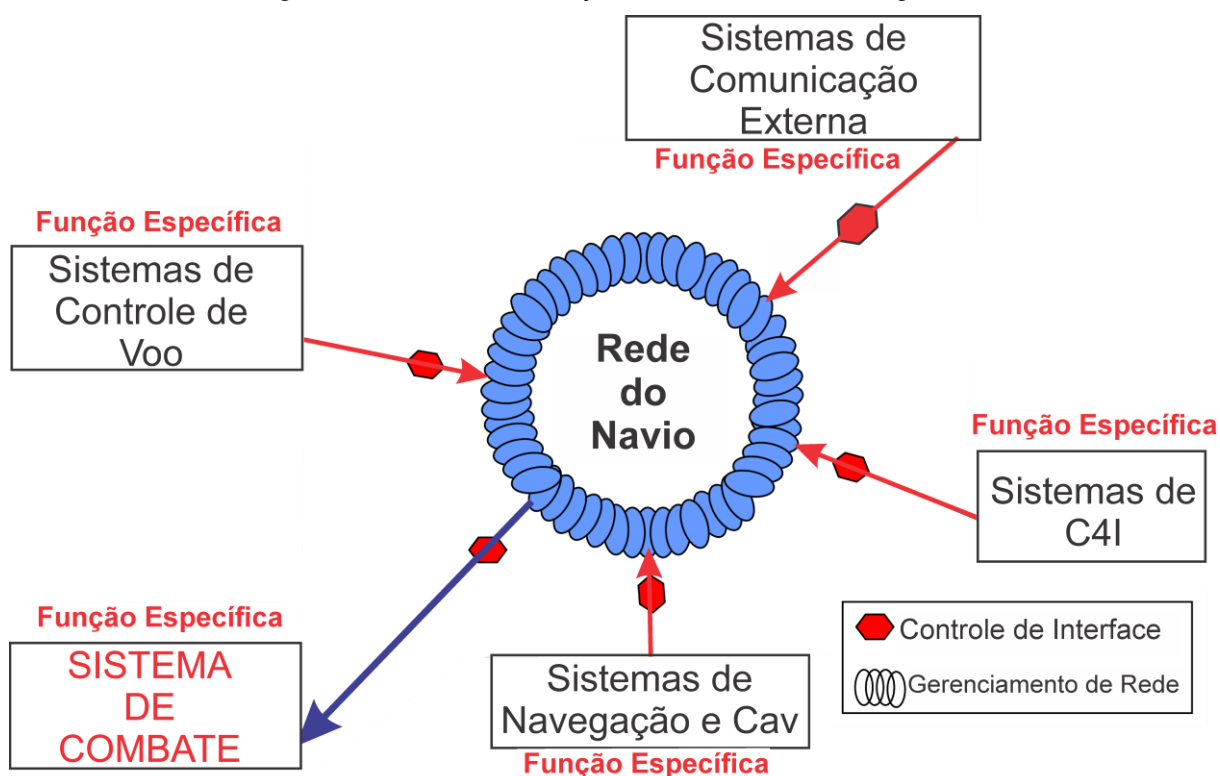 Sistemas de
Comunicação
Externa
Função Específica
Função Específica
Sistemas de
Controle de
Voo
Rede
do
Navio
Função Específica
Sistemas de
C4I
Função Específica
SISTEMA
DE
COMBATE
Sistemas de
Navegação e Cav
Função Específica
Controle de Interface
Gerenciamento de Rede